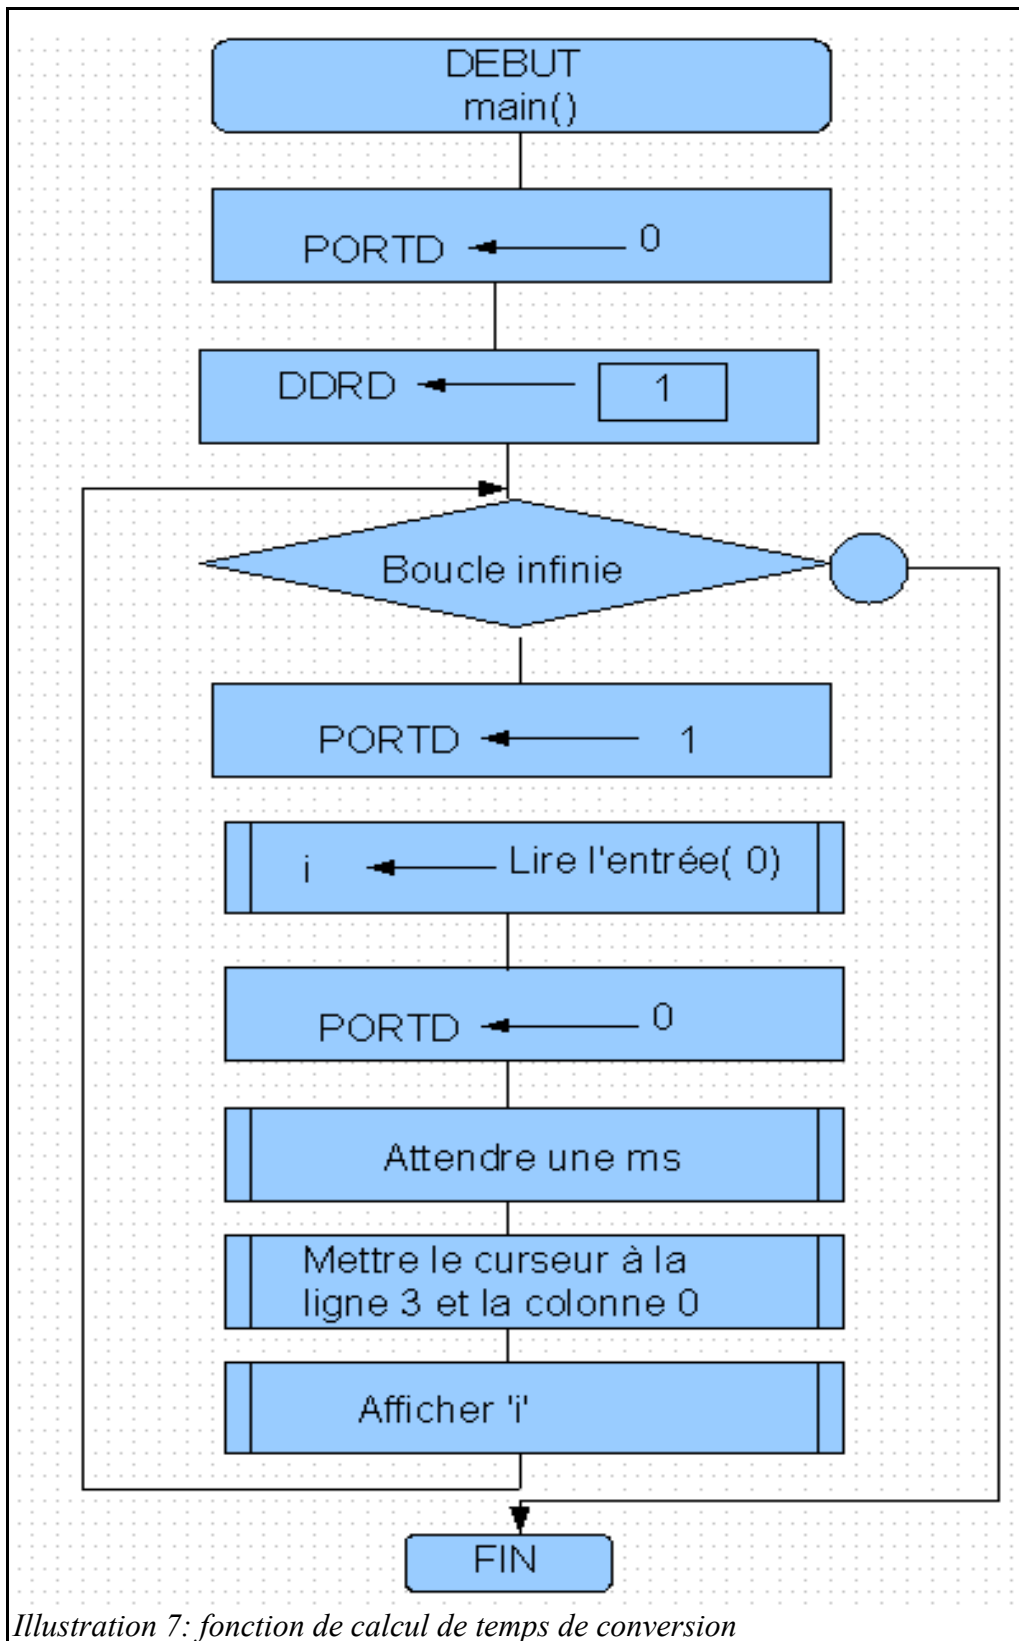 DEBUT
main()
PORTD 0
DDRD 1
Boucle infinie
PORTD 1
i Lire l'entrée( 0)
PORTD 0
Attendre une ms
Mettre le curseur à la
ligne 3 et la colonne 0
Afficher 'i'
FIN
Illustration 7: fonction de calcul de temps de conversion